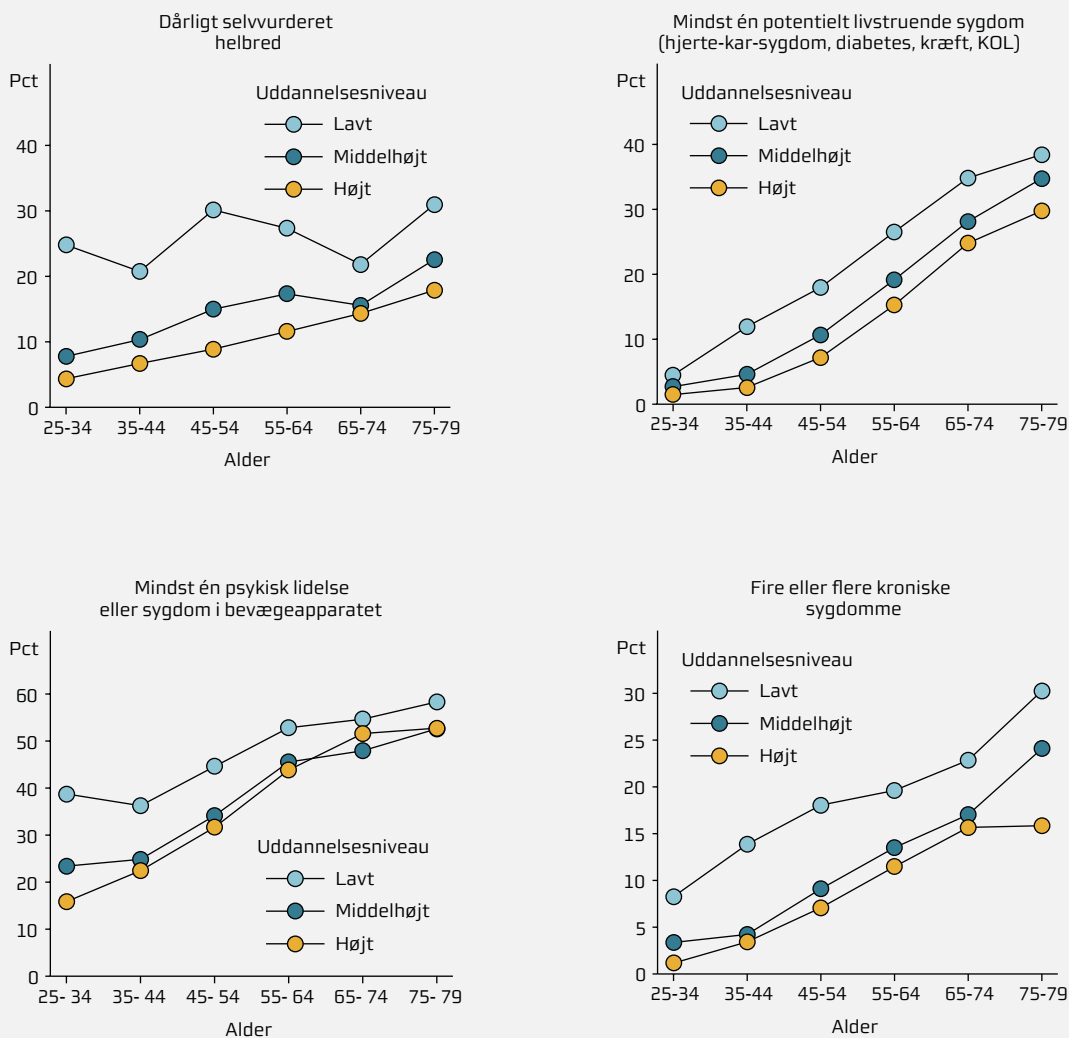 Dårligt selvvurderet
helbred
Pct
Uddannelsesniveau
Lavt
Middelhøjt
Højt
40
30
20
10
0
25-34 35-44 45-54 55-64 65-74 75-79
Alder
Mindst én potentielt livstruende sygdom
(hjerte-kar-sygdom, diabetes, kræft, KOL)
Pct
Uddannelsesniveau
Lavt
Middelhøjt
Højt
40
30
20
10
0
25-34 35-44 45-54 55-64 65-74 75-79
Alder
Mindst én psykisk lidelse
eller sygdom i bevægeapparatet
Pct
60
50
40
30
20
10
0
Uddannelsesniveau
Lavt
Middelhøjt
Højt
25- 34 35- 44 45- 54 55- 64 65- 74 75- 79
Alder
Fire eller flere kroniske
sygdomme
Pct
Uddannelsesniveau
Lavt
Middelhøjt
Højt
30
25
20
15
10
5
0
25-34 35-44 45-54 55-64 65-74 75-79
Alder